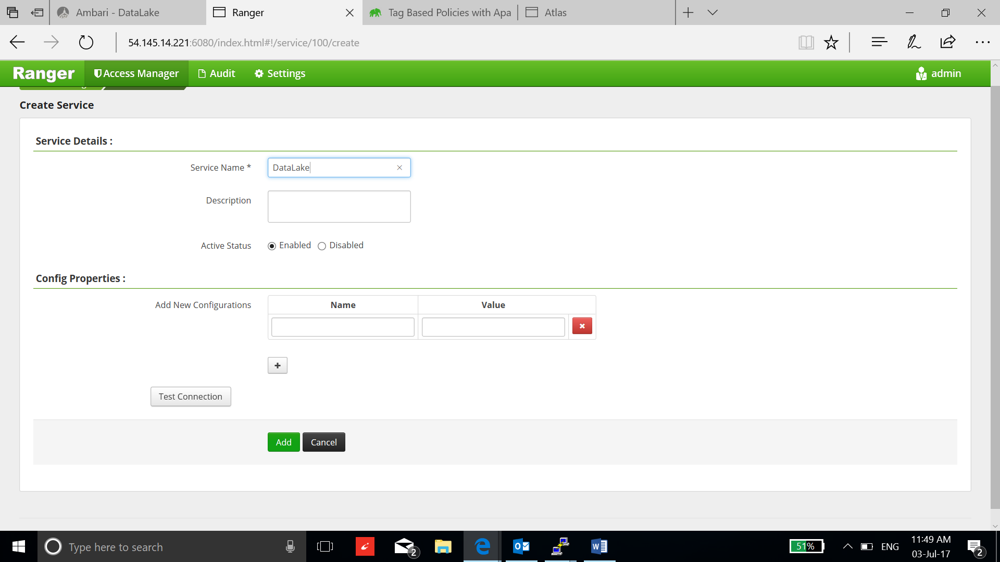 Ambari - DataLake
Ranger
Tag Based Policies with Apa
Atlas
54.145.14.221:6080/index.html#!/service/100/create
Ranger
Access Manager
Audit
Settings
admin
Create Service
Service Details :
Service Name *
DataLake
Description
Active Status
Enabled
Disabled
Config Properties :
Add New Configurations
Name
Value
Test Connection
Add
Cancel
Type here to search
2
51%
ENG
11:49 AM
03-Jul-17
2